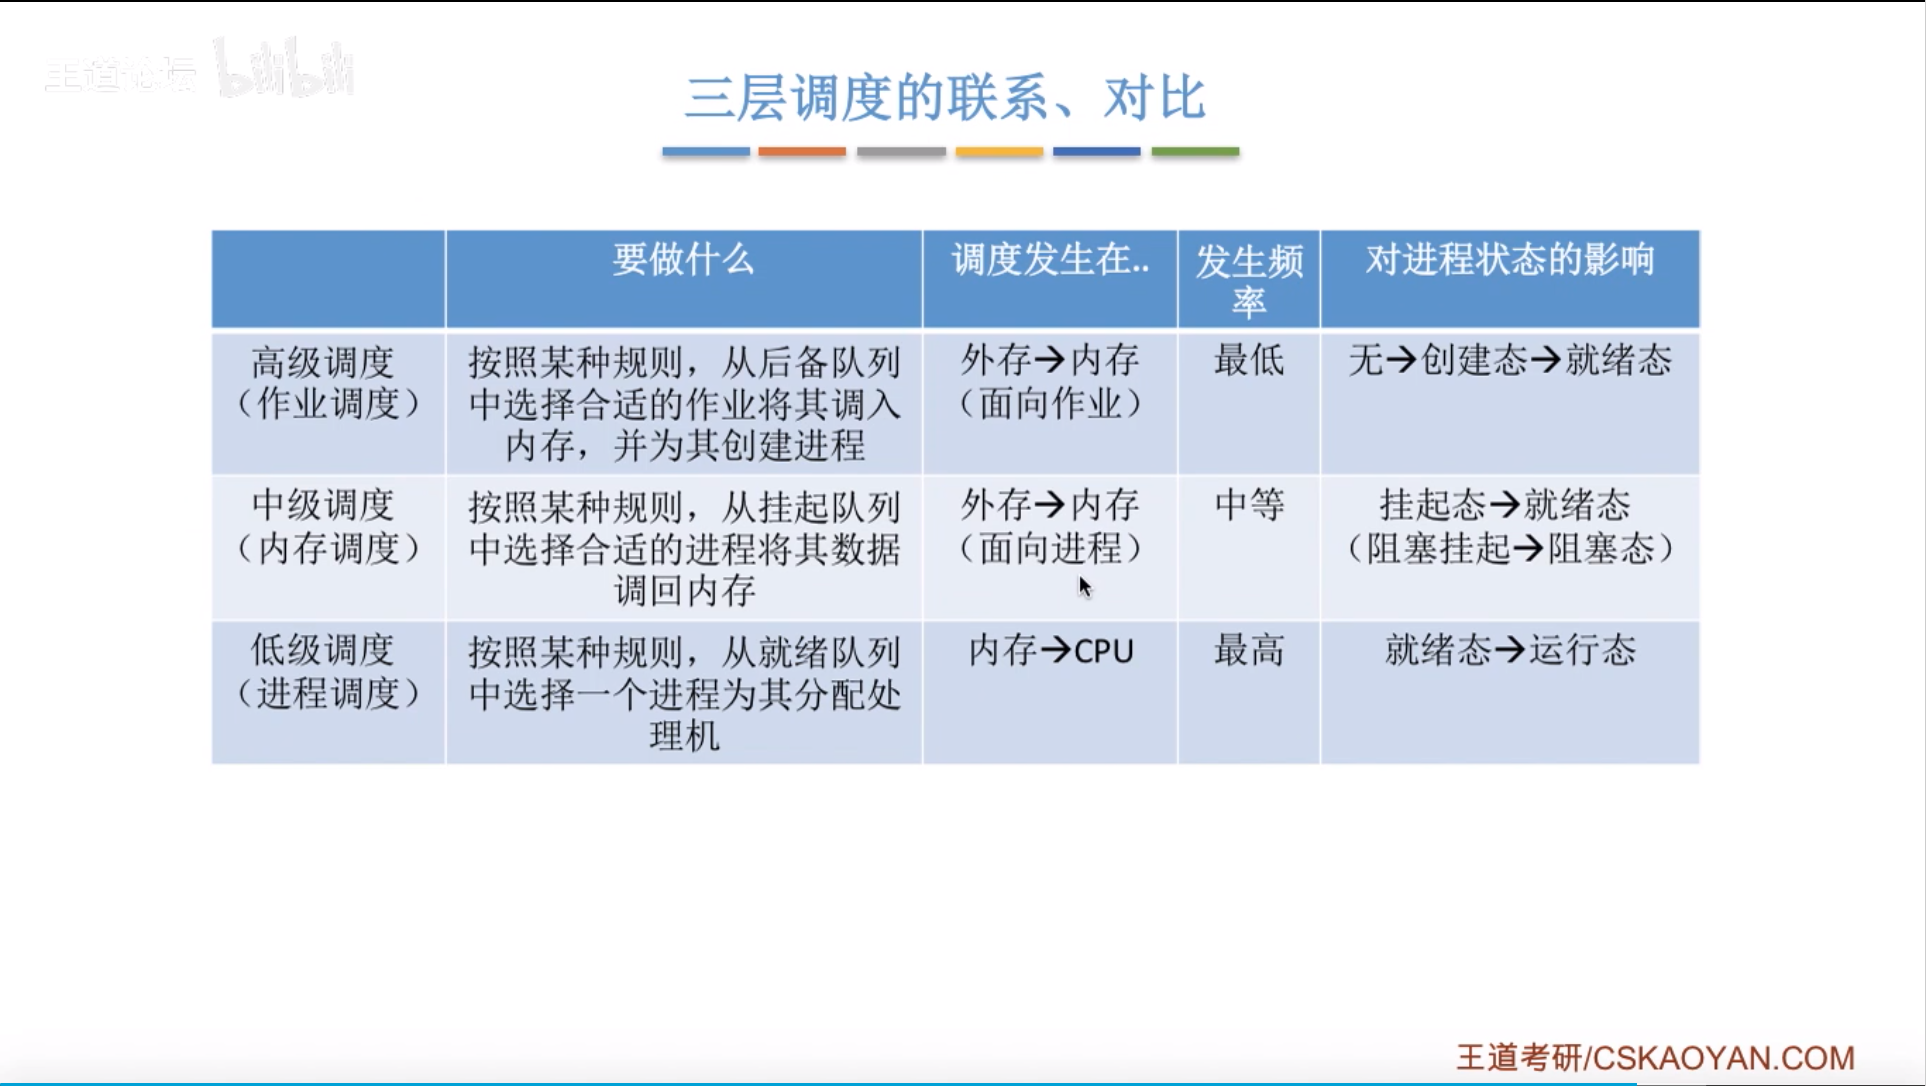 王道论坛 bilibili
三层调度的联系、对比
要做什么
调度发生在..
发生频
率
对进程状态的影响
高级调度
（作业调度）
按照某种规则，从后备队列
中选择合适的作业将其调入
内存，并为其创建进程
外存→内存
（面向作业）
最低
无→创建态→就绪态
中级调度
（内存调度）
按照某种规则，从挂起队列
中选择合适的进程将其数据
调回内存
外存→内存
（面向进程）
中等
挂起态→就绪态
（阻塞挂起→阻塞态）
低级调度
（进程调度）
按照某种规则，从就绪队列
中选择一个进程为其分配处
理机
内存→CPU
最高
就绪态→运行态
王道考研/CSKAOYAN.COM